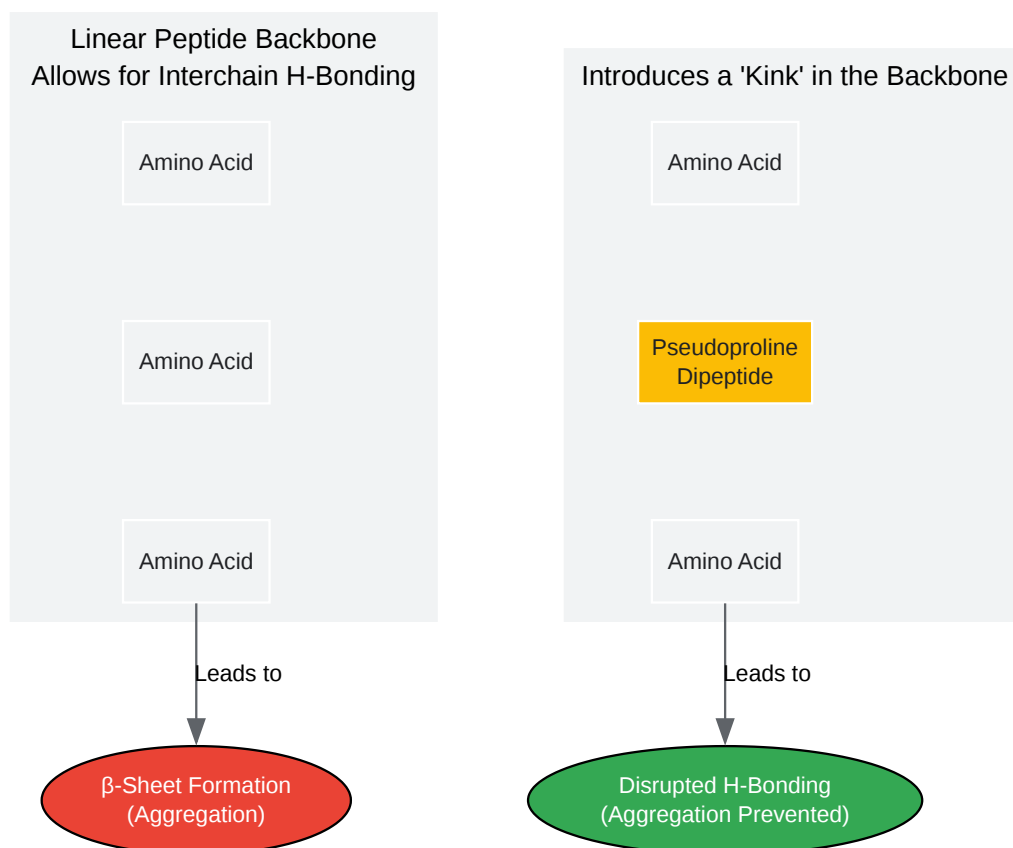 Linear Peptide Backbone
Allows for Interchain H-Bonding
Amino Acid
Amino Acid
Amino Acid
Leads to
β-Sheet Formation
(Aggregation)
Introduces a 'Kink' in the Backbone
Amino Acid
Pseudoproline
Dipeptide
Amino Acid
Leads to
Disrupted H-Bonding
(Aggregation Prevented)